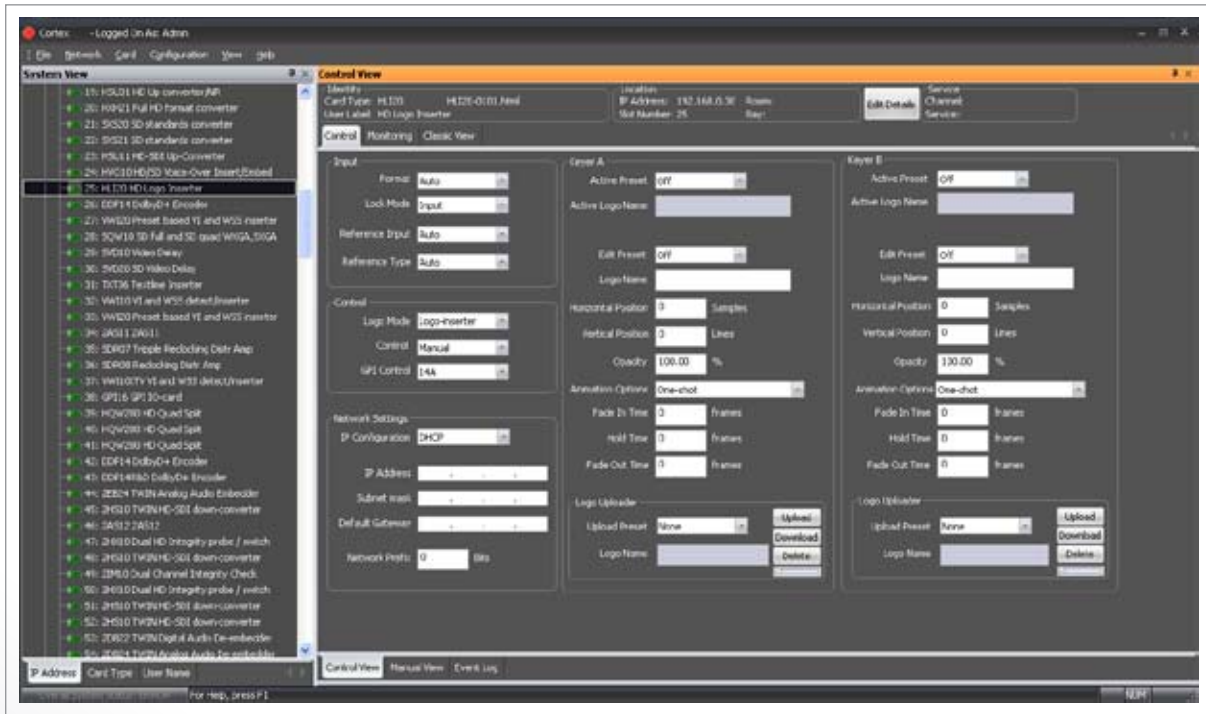 Cortex -Logged On As: Admin
File Network Card Configuration View Help
System View
19: HSU31 HD Up converter,NR
20: HXH21 Full HD format converter
21: SXS20 SD standards converter
22: SXS21 SD standards converter
23: HSU11 HD-SDI Up-Converter
24: HVO10 HD/SD Voice-Over Insert/Embed
25: HLI20 HD Logo Inserter
26: DDF14 DolbyD+ Encoder
27: VWI20 Preset based VI and WSS inserter
28: SQW10 SD full and SD quad WXGA,SXGA
29: SVD10 Video Delay
30: SVD20 SD Video Delay
31: TXT36 Textline Inserter
32: VWI10 VI and WSS detect/inserter
33: VWI20 Preset based VI and WSS inserter
34: 2AS11 2AS11
35: SDR07 Tripple Reclocking Distr Amp
36: SDR08 Reclocking Distr Amp
37: VWI10:TV VI and WSS detect/inserter
38: GPI16 GPI IO-card
39: HQW200 HD Quad Split
40: HQW200 HD Quad Split
41: HQW200 HD Quad Split
42: DDF14 DolbyD+ Encoder
43: DolbyD+ Encoder
44: 2EB24 TWIN Analog Audio Embedder
45: 2HS10 TWIN HD-SDI down-converter
46: 2AS12 2AS12
47: 2HI10 Dual HD Integrity probe / switch
48: 2HS10 TWIN HD-SDI down-converter
49: Dual Channel Integrity Check
50: 2HI10 Dual HD Integrity probe / switch
51: 2HS10 TWIN HD-SDI down-converter
52: 2HS10 TWIN HD-SDI down-converter
53: 2DB22 TWIN Digital Audio De-embedder
54: 2DB24 TWIN Analog Audio De-embedder
IP Address Card Type User Name
For Help, press F1
Control View
Identity
Card Type: HLI20
User Label: HD Logo Inserter
Location
IP Address: 192.168.0.30 Room:
Slot Number: 25 Bay:
Edit Details
Service
Channel:
Service:
Control Monitoring Classic View
Input
Format Auto
Lock Mode Input
Reference Input Auto
Reference Type Auto
Control
Logo Mode Logo-inserter
Control Manual
GPI Control 14A
Network Settings
IP Configuration DHCP
IP Address . . .
Subnet mask . . .
Default Gateway . . .
Network Prefix 0 Bits
Keyer A
Active Preset Off
Active Logo Name
Edit Preset Off
Logo Name
Horizontal Position 0 Samples
Vertical Position 0 Lines
Opacity 100.00 %
Animation Options One-shot
Fade In Time 0 frames
Hold Time 0 frames
Fade Out Time 0 frames
Logo Uploader
Upload Preset None
Logo Name
Upload
Download
Delete
Keyer B
Active Preset Off
Active Logo Name
Edit Preset Off
Logo Name
Horizontal Position 0 Samples
Vertical Position 0 Lines
Opacity 100.00 %
Animation Options One-shot
Fade In Time 0 frames
Hold Time 0 frames
Fade Out Time 0 frames
Logo Uploader
Upload Preset None
Logo Name
Upload
Download
Delete
Control View Manual View Event Log
NUM